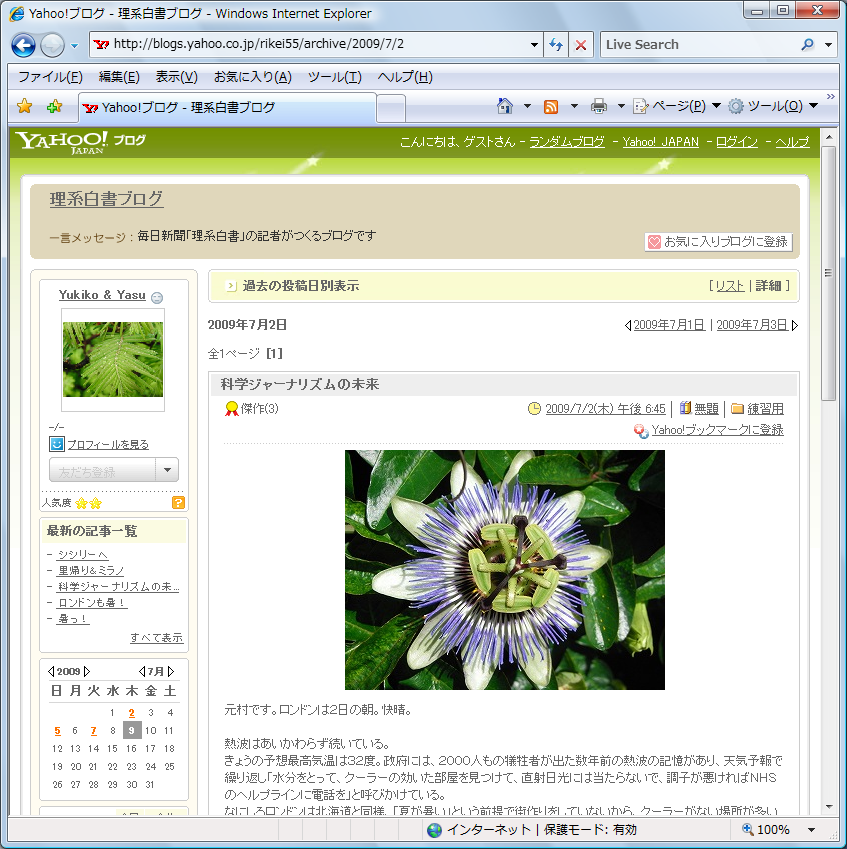 Yahoo!ブログ - 理系白書ブログ - Windows Internet Explorer
http://blogs.yahoo.co.jp/rikei55/archive/2009/7/2
Live Search
ファイル(F) 編集(E) 表示(V) お気に入り(A) ツール(T) ヘルプ(H)
Yahoo!ブログ - 理系白書ブログ
ページ(P) ツール(O)
YAHOO! JAPAN ブログ
こんにちは、ゲストさん - ランダムブログ - Yahoo! JAPAN - ログイン - ヘルプ
理系白書ブログ
一言メッセージ : 毎日新聞「理系白書」の記者がつくるブログです
お気に入りブログに登録
Yukiko & Yasu
-/-
プロフィールを見る
友だち登録
人気度
最新の記事一覧
- シシリーへ
- 里帰り&ミラノ
- 科学ジャーナリズムの未...
- ロンドンも暑！
- 暑っ！
すべて表示
2009 7月
日 月 火 水 木 金 土
1 2 3 4
5 6 7 8 9 10 11
12 13 14 15 16 17 18
19 20 21 22 23 24 25
26 27 28 29 30 31
過去の投稿日別表示
[ リスト | 詳細 ]
2009年7月2日
2009年7月1日 | 2009年7月3日
全1ページ [1]
科学ジャーナリズムの未来
傑作(3)
2009/7/2(木) 午後 6:45 無題 練習用
Yahoo!ブックマークに登録
元村です。ロンドンは2日の朝。快晴。
熱波はあいかわらず続いている。
きょうの予想最高気温は32度。政府には、2000人もの犠牲者が出た数年前の熱波の記憶があり、天気予報で
繰り返し「水分をとって、クーラーの効いた部屋を見つけて、直射日光には当たらないで、調子が悪ければNHS
のヘルプラインに電話を」と呼びかけている。
なにしろロンドンは北海道と同様、「夏が暑い」という前提で街作りをしていないから、クーラーがない場所が多い
インターネット | 保護モード: 有効
100%